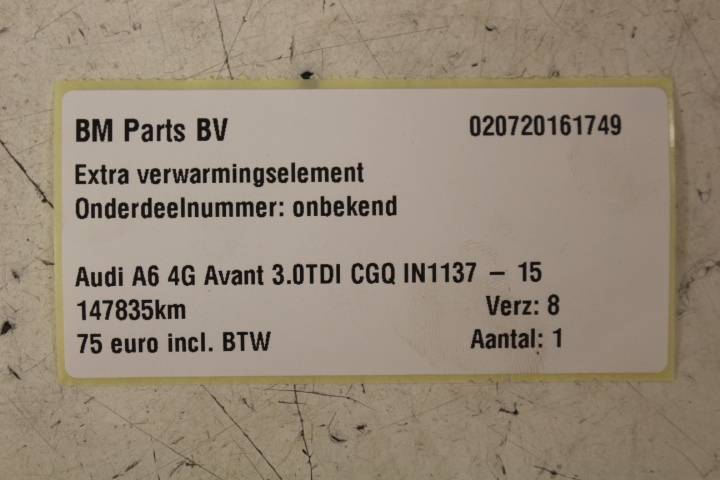 BM Parts BV 020720161749
Extra verwarmingselement
Onderdeelnummer: onbekend
Audi A6 4G Avant 3.0TDI CGQ IN1137 – 15
147835km Verz: 8
75 euro incl. BTW Aantal: 1